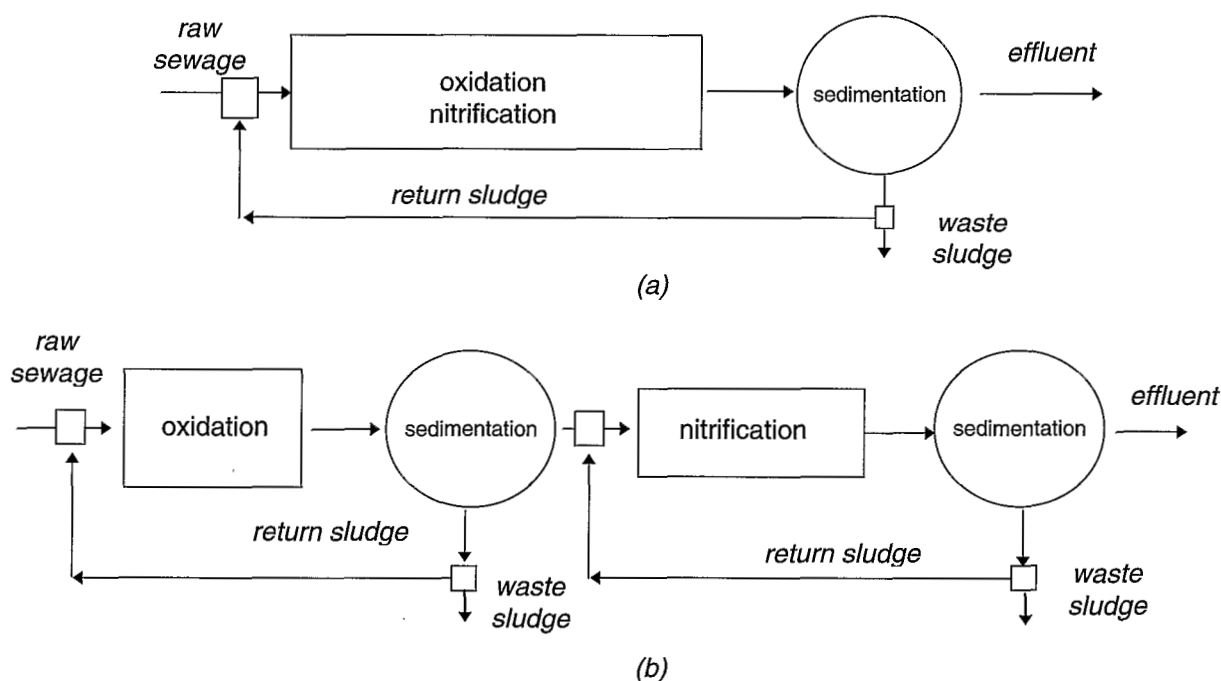 raw
sewage
oxidation
nitrification
sedimentation
effluent
return sludge
waste
sludge
(a)
raw
sewage
oxidation
sedimentation
nitrification
sedimentation
effluent
return sludge
waste
sludge
return sludge
waste
sludge
(b)